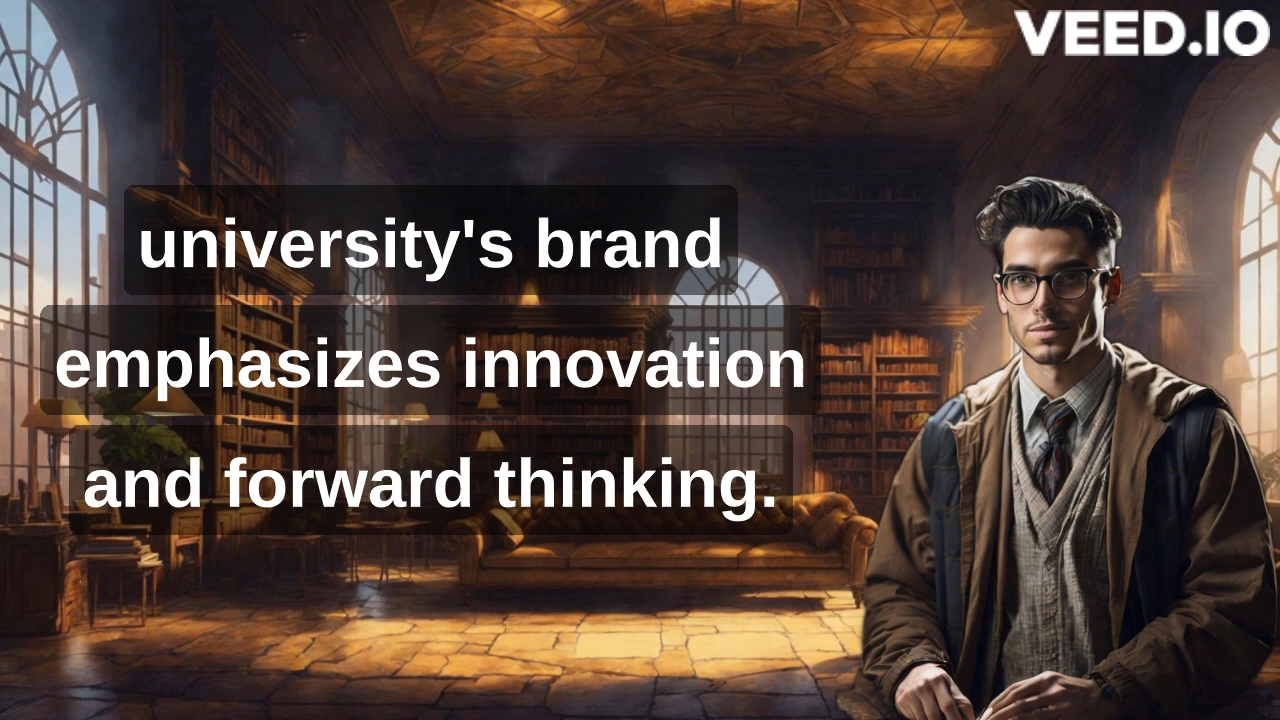 VEED.IO
university's brand
emphasizes innovation
and forward thinking.